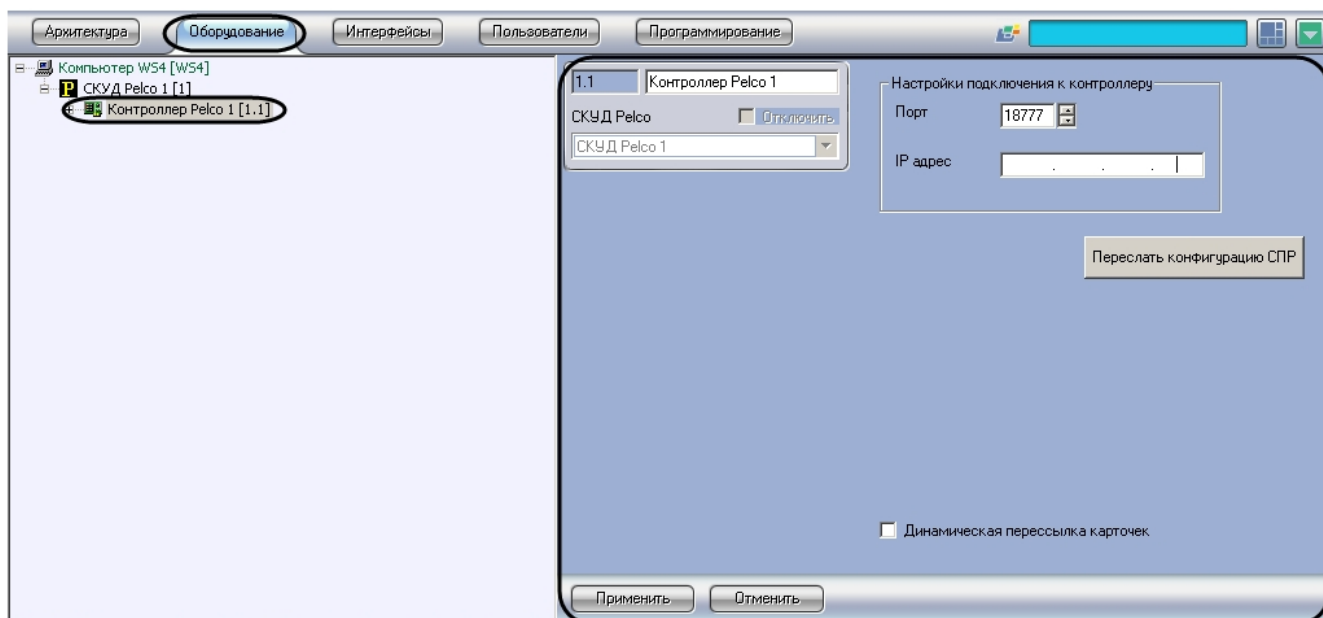 Архитектура Оборудование Интерфейсы Пользователи Программирование
Компьютер WS4 [WS4]
СКУД Pelco 1 [1]
Контроллер Pelco 1 [1.1]
1.1 Контроллер Pelco 1
СКУД Pelco Отключить
СКУД Pelco 1
Настройки подключения к контроллеру
Порт 18777
IP адрес . . .
Переслать конфигурацию СПР
Динамическая перессылка карточек
Применить Отменить